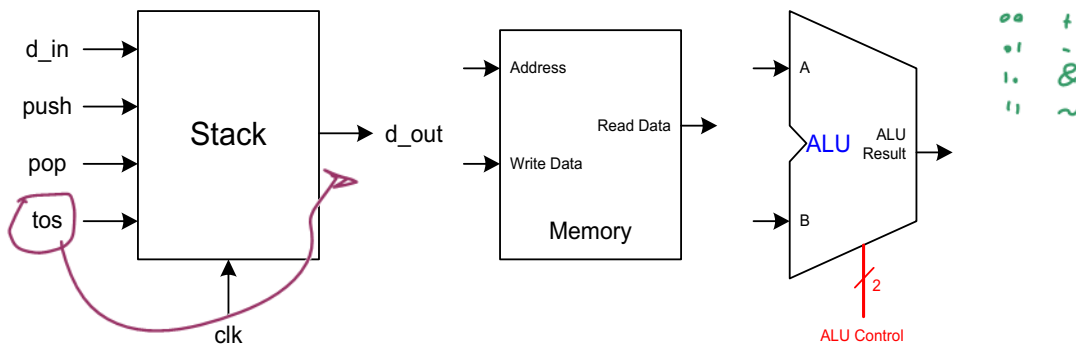 d_in
push
pop
tos
Stack
d_out
clk
Address
Write Data
Read Data
Memory
A
B
ALU
ALU
Result
2
ALU Control
00 +
01 -
10 &
11 ~